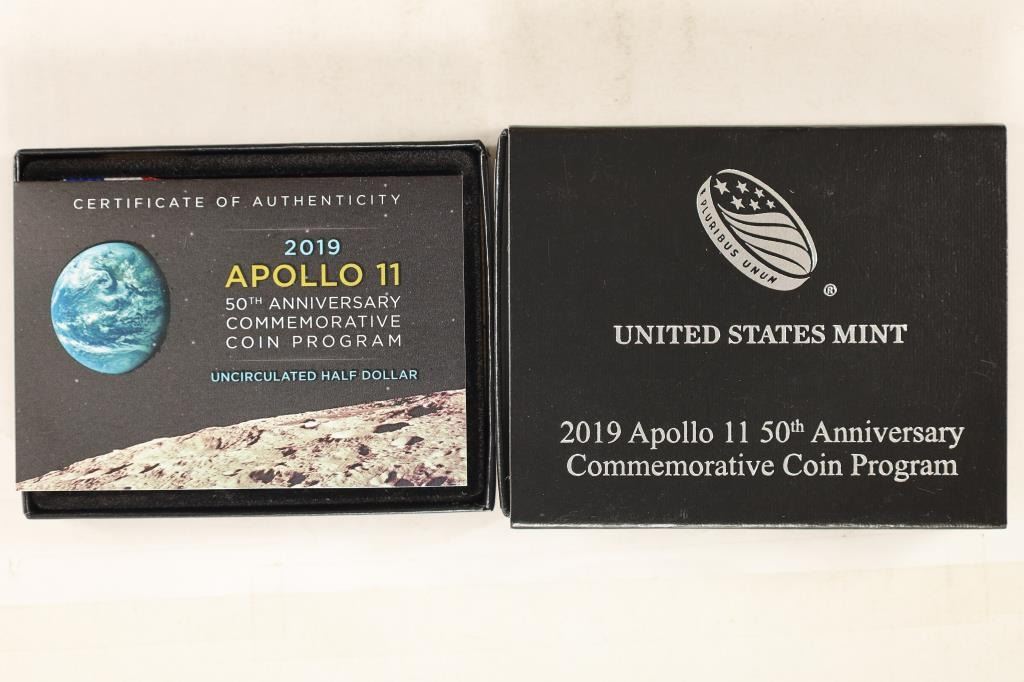 CERTIFICATE OF AUTHENTICITY
2019
APOLLO 11
50TH ANNIVERSARY
COMMEMORATIVE
COIN PROGRAM
UNCIRCULATED HALF DOLLAR
E PLURIBUS UNUM
®
UNITED STATES MINT
2019 Apollo 11 50th Anniversary
Commemorative Coin Program